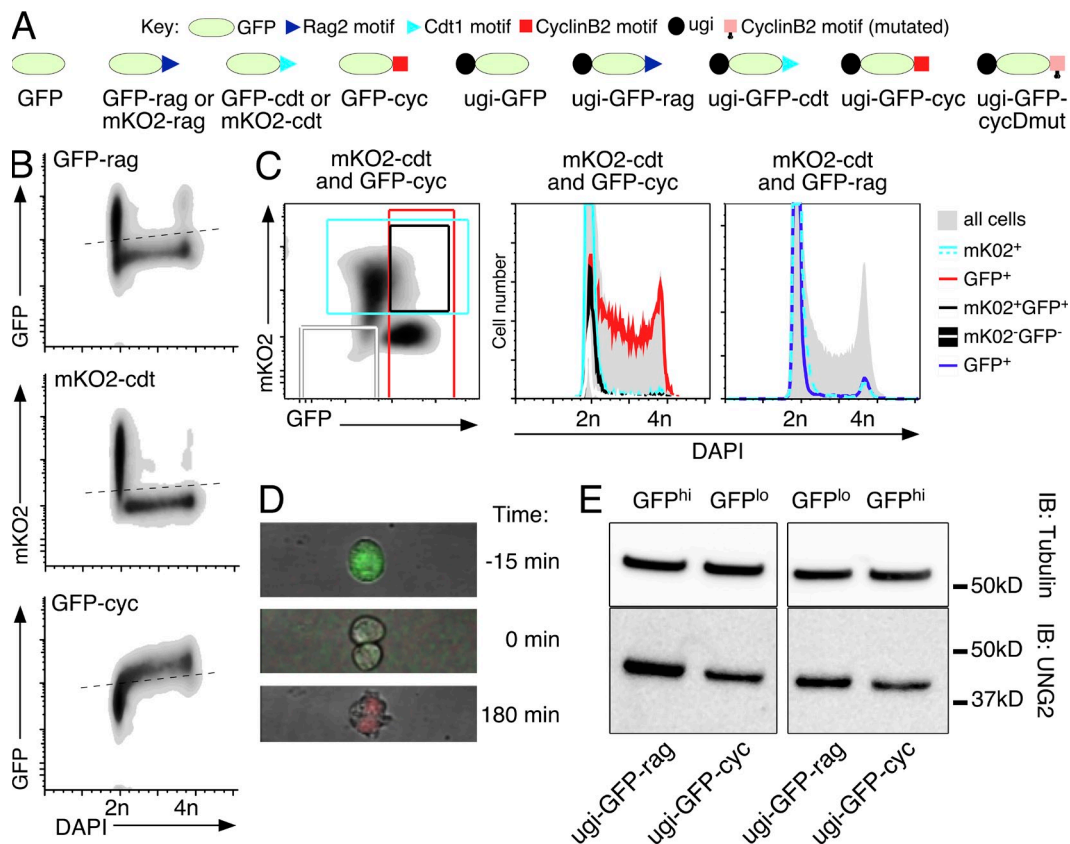 A
Key: GFP Rag2 motif Cdt1 motif CyclinB2 motif ugi CyclinB2 motif (mutated)
GFP
GFP-rag or
mKO2-rag
GFP-cdt or
mKO2-cdt
GFP-cyc
ugi-GFP
ugi-GFP-rag
ugi-GFP-cdt
ugi-GFP-cyc
ugi-GFP-
cycDmut
B
GFP-rag
GFP
mKO2-cdt
mKO2
GFP-cyc
GFP
2n 4n
DAPI
C
mKO2-cdt
and GFP-cyc
mKO2
GFP
mKO2-cdt
and GFP-cyc
Cell number
2n 4n
mKO2-cdt
and GFP-rag
2n 4n
DAPI
all cells
mK02+
GFP+
mK02+GFP+
mK02-GFP-
GFP+
D
Time:
-15 min
0 min
180 min
E
GFPhi GFPlo GFPlo GFPhi
IB: Tubulin
50kD
IB: UNG2
50kD
37kD
ugi-GFP-rag
ugi-GFP-cyc
ugi-GFP-rag
ugi-GFP-cyc